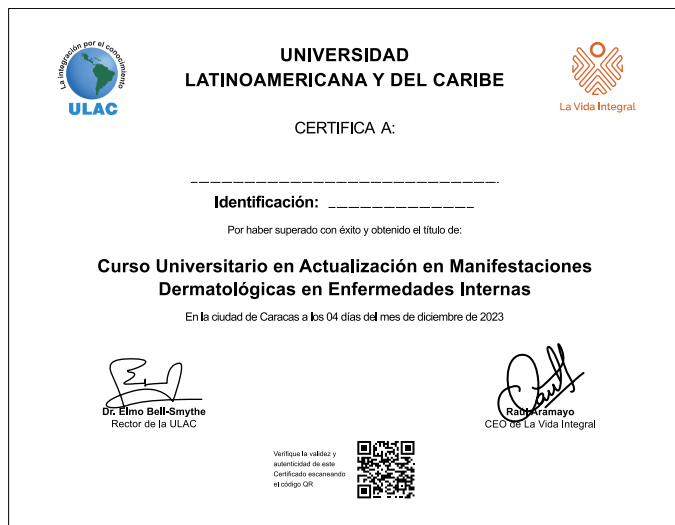 La integración por el conocimiento
ULAC
UNIVERSIDAD
LATINOAMERICANA Y DEL CARIBE
La Vida Integral
CERTIFICA A:
Identificación:
Por haber superado con éxito y obtenido el título de:
Curso Universitario en Actualización en Manifestaciones
Dermatológicas en Enfermedades Internas
En la ciudad de Caracas a los 04 días del mes de diciembre de 2023
Dr. Elmo Bell-Smythe
Rector de la ULAC
Raúl Aramayo
CEO de La Vida Integral
Verifique la validez y
autenticidad de este
Certificado escaneando
el código QR